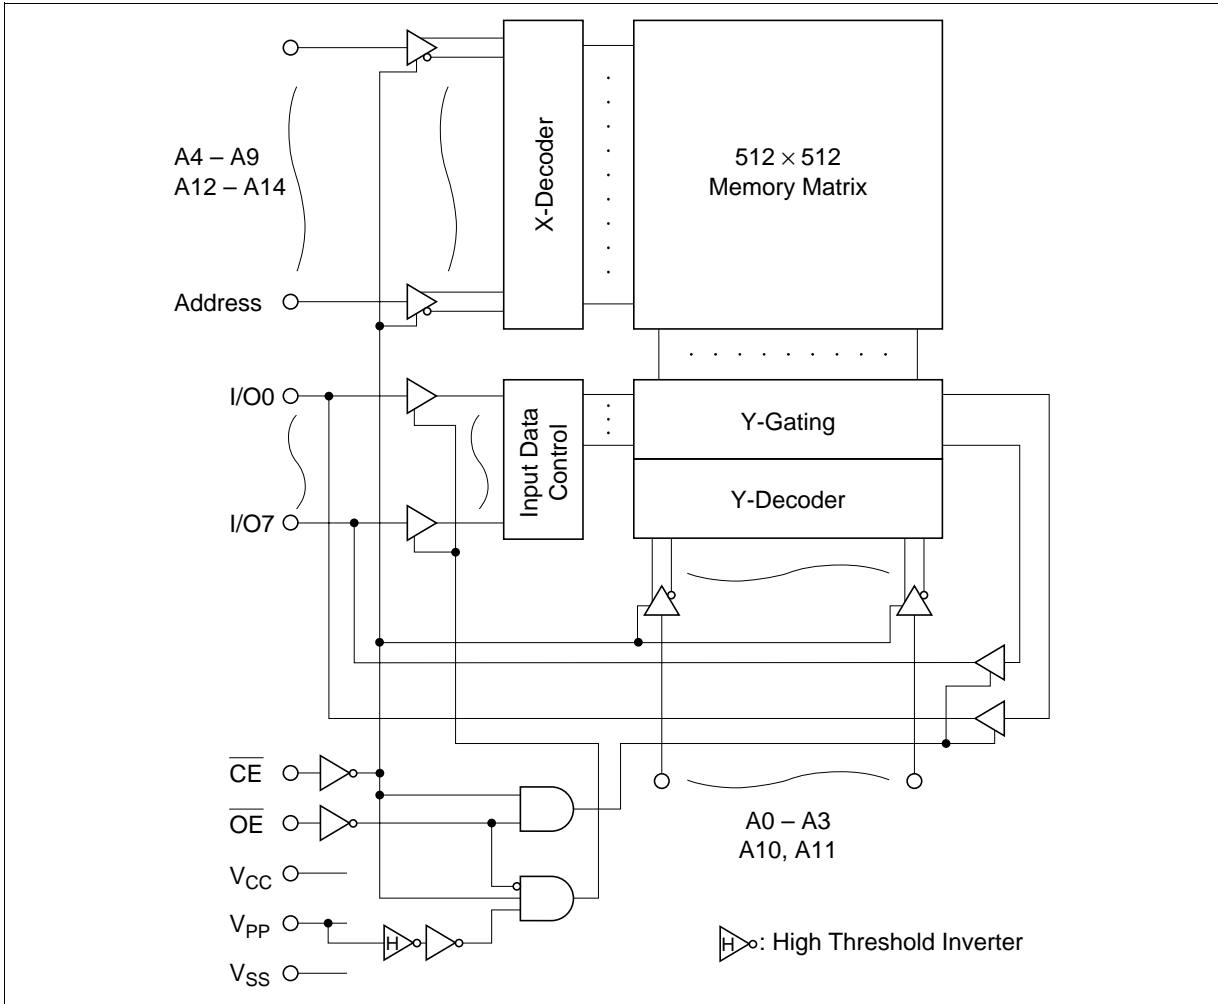 A4 – A9
A12 – A14
Address
X-Decoder
512 × 512
Memory Matrix
I/O0
I/O7
Input Data
Control
Y-Gating
Y-Decoder
CE
OE
VCC
VPP
VSS
H
A0 – A3
A10, A11
H : High Threshold Inverter